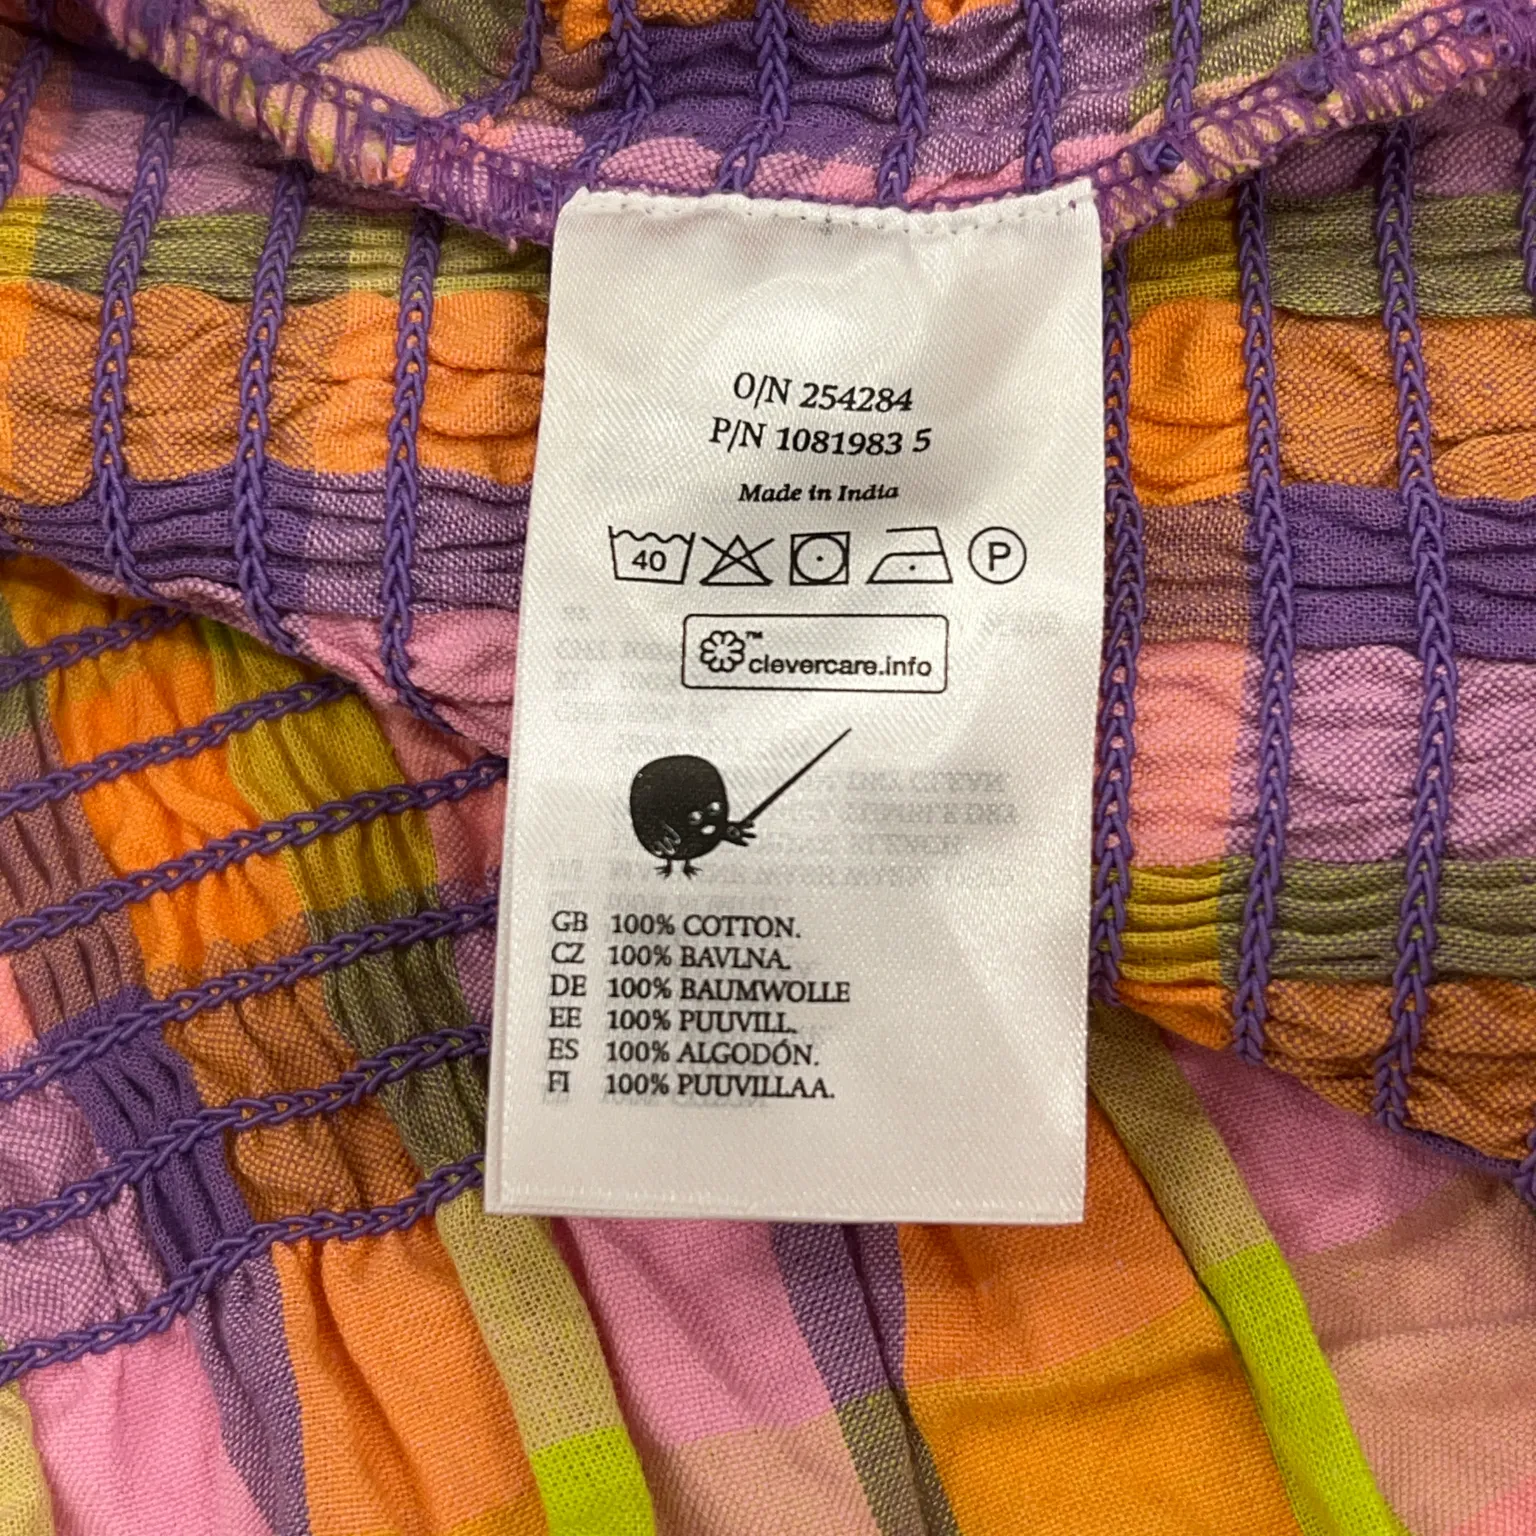 O/N 254284
P/N 1081983 5
Made in India
40 P
™ clevercare.info
GB 100% COTTON.
CZ 100% BAVLNA.
DE 100% BAUMWOLLE
EE 100% PUUVILL.
ES 100% ALGODÓN.
FI 100% PUUVILLAA.